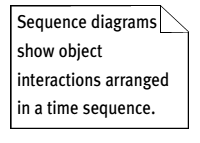 Sequence diagrams
show object
interactions arranged
in a time sequence.